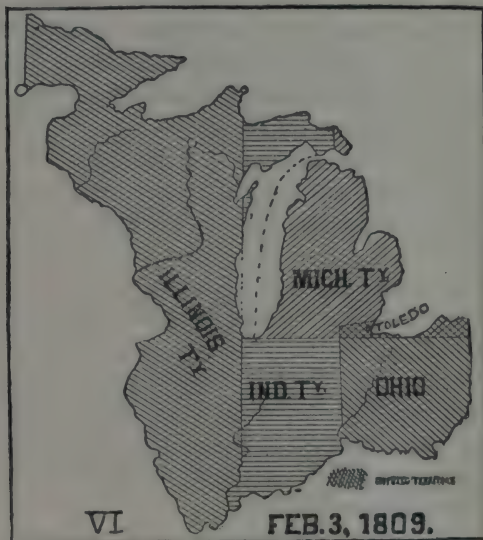 ILLINOIS
TY
MICH. TY.
TOLEDO
IND. TY.
OHIO
VI
FEB. 3, 1809.